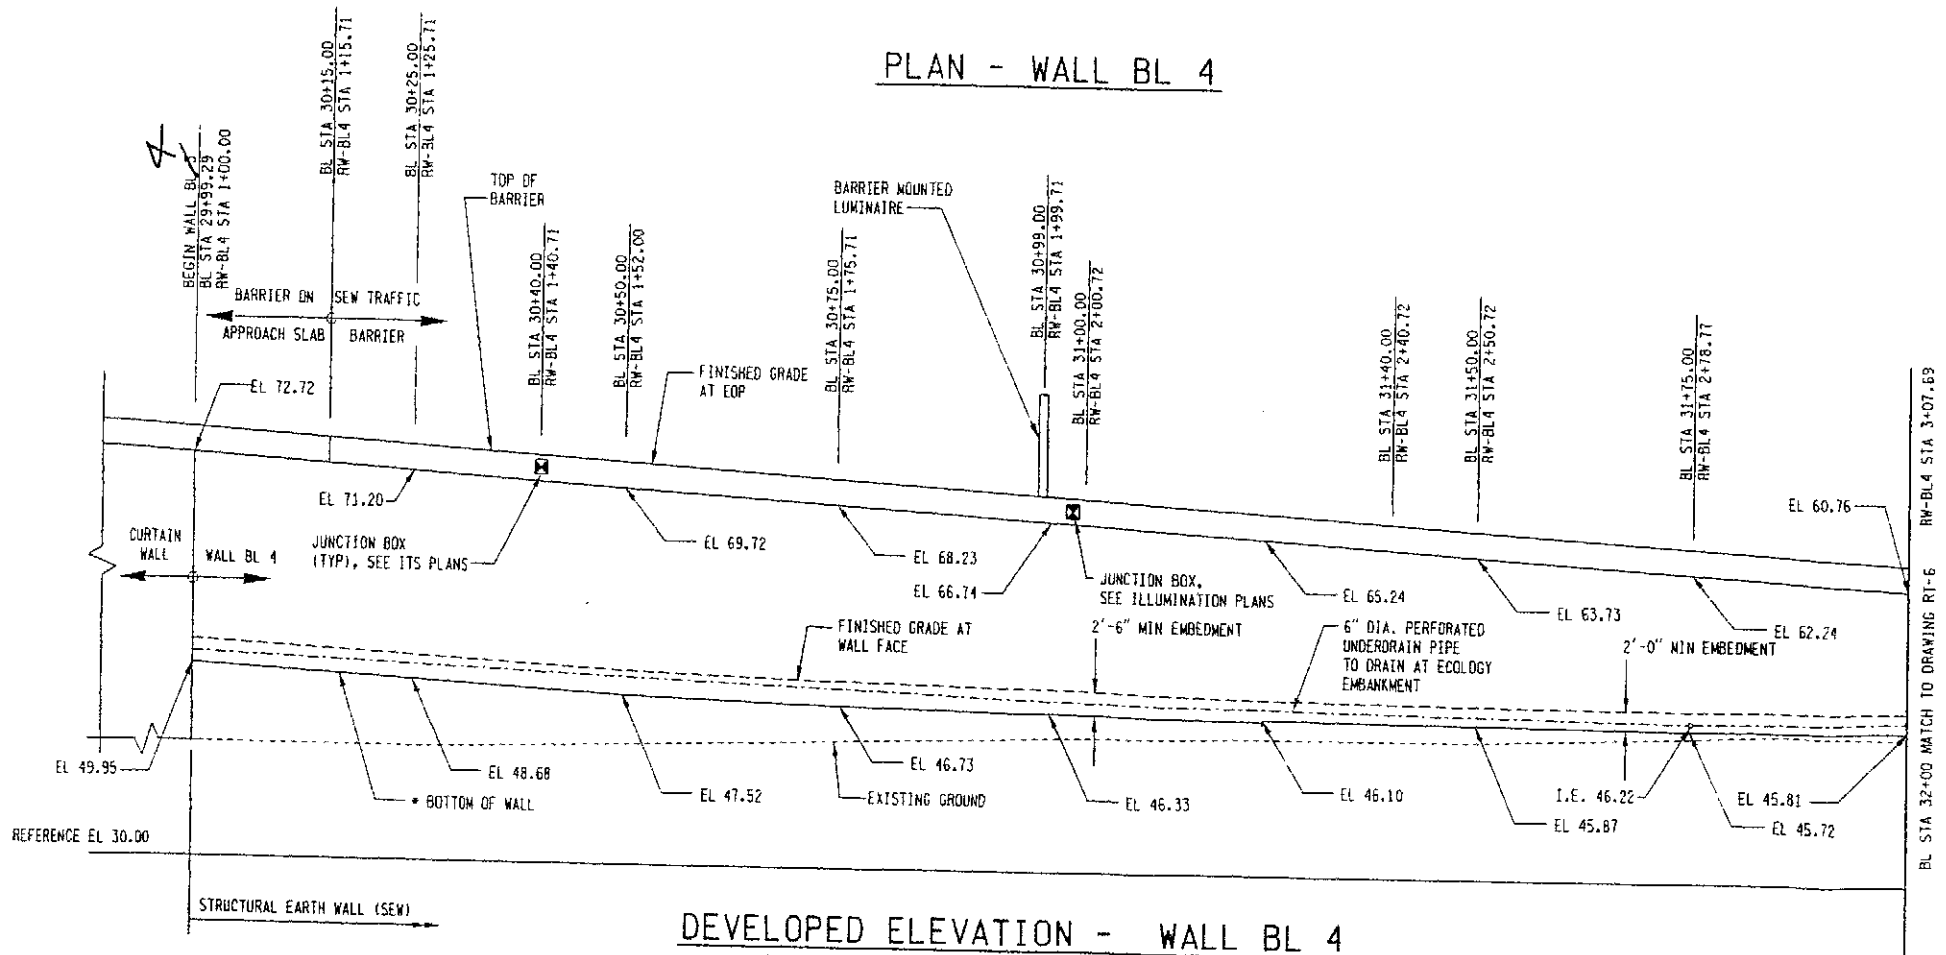 PLAN - WALL BL 4
4
BEGIN WALL BL 3
BL STA 29+99.29
RW-BL4 STA 1+00.00
BL STA 30+15.00
RW-BL4 STA 1+15.71
BL STA 30+25.00
RW-BL4 STA 1+25.71
BL STA 30+40.00
RW-BL4 STA 1+40.71
BL STA 30+50.00
RW-BL4 STA 1+52.00
BL STA 30+75.00
RW-BL4 STA 1+75.71
BL STA 30+99.00
RW-BL4 STA 1+99.71
BL STA 31+00.00
RW-BL4 STA 2+00.72
BL STA 31+40.00
RW-BL4 STA 2+40.72
BL STA 31+50.00
RW-BL4 STA 2+50.72
BL STA 31+75.00
RW-BL4 STA 2+78.77
BL STA 32+00 MATCH TO DRAWING RT-6 RW-BL4 STA 3+07.69
TOP OF
BARRIER
BARRIER MOUNTED
LUMINAIRE
BARRIER ON
APPROACH SLAB
SEW TRAFFIC
BARRIER
FINISHED GRADE
AT EOP
EL 72.72
EL 71.20
EL 69.72
EL 68.23
EL 66.74
EL 65.24
EL 63.73
EL 62.24
EL 60.76
CURTAIN
WALL
WALL BL 4
JUNCTION BOX
(TYP), SEE ITS PLANS
JUNCTION BOX,
SEE ILLUMINATION PLANS
FINISHED GRADE AT
WALL FACE
2'-6" MIN EMBEDMENT
6" DIA. PERFORATED
UNDERDRAIN PIPE
TO DRAIN AT ECOLOGY
EMBANKMENT
2'-0" MIN EMBEDMENT
EL 49.95
EL 48.68
* BOTTOM OF WALL
EL 47.52
EL 46.73
EXISTING GROUND
EL 46.33
EL 46.10
EL 45.87
I.E. 46.22
EL 45.72
EL 45.81
REFERENCE EL 30.00
STRUCTURAL EARTH WALL (SEW)
DEVELOPED ELEVATION - WALL BL 4